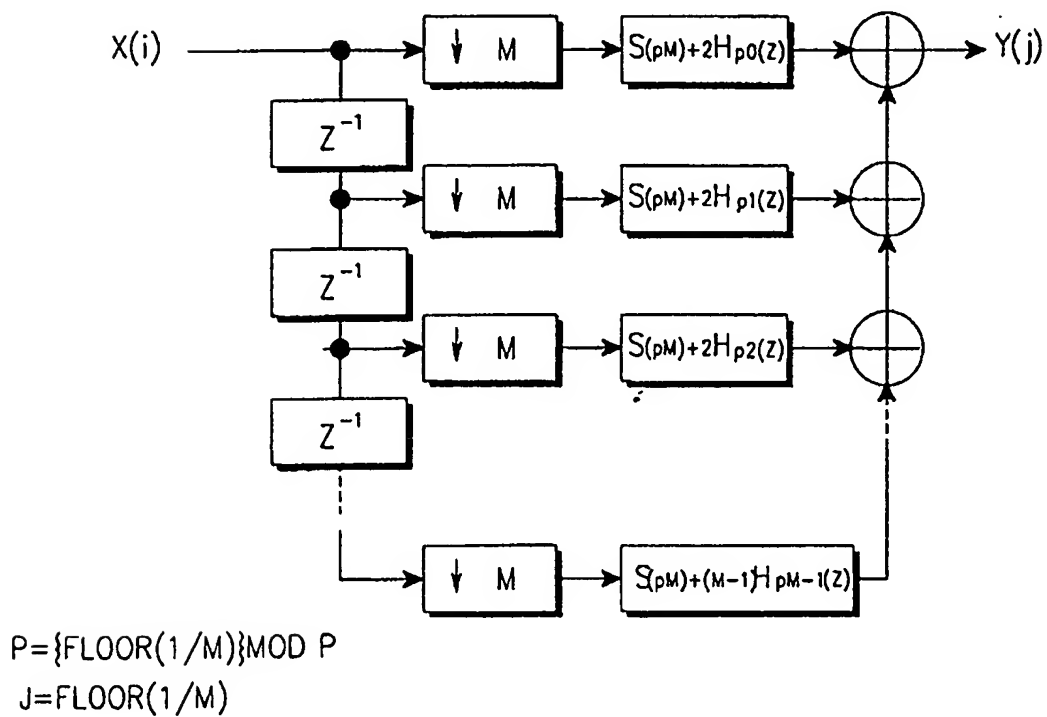 X(i) ↓ M S(pM)+2Hp0(Z) Y(j)
Z⁻¹
↓ M S(pM)+2Hp1(Z)
Z⁻¹
↓ M S(pM)+2Hp2(Z)
Z⁻¹
↓ M S(pM)+(M-1)HpM-1(Z)
P={FLOOR(1/M)}MOD P
J=FLOOR(1/M)